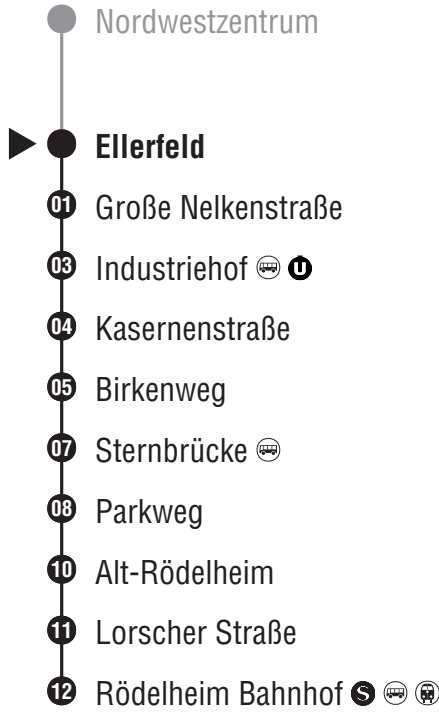 Nordwestzentrum
Ellerfeld
01 Große Nelkenstraße
03 Industriehof U
04 Kasernenstraße
05 Birkenweg
07 Sternbrücke
08 Parkweg
10 Alt-Rödelheim
11 Lorscher Straße
12 Rödelheim Bahnhof S